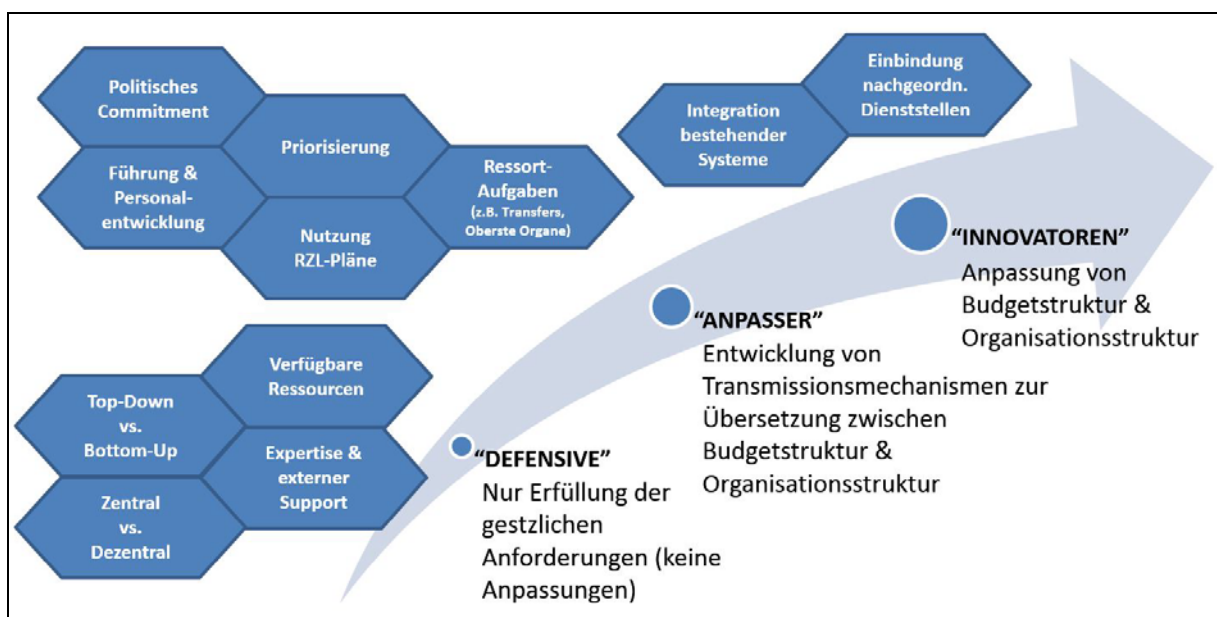 Politisches
Commitment
Priorisierung
Führung &
Personal-
entwicklung
Nutzung
RZL-Pläne
Ressort-
Aufgaben
(z.B. Transfers,
Oberste Organe)
Integration
bestehender
Systeme
Einbindung
nachgeordn.
Dienststellen
Verfügbare
Ressourcen
Top-Down
vs.
Bottom-Up
Expertise &
externer
Support
Zentral
vs.
Dezentral
“DEFENSIVE”
Nur Erfüllung der
gestzlichen
Anforderungen (keine
Anpassungen)
“ANPASSER”
Entwicklung von
Transmissionsmechanismen zur
Übersetzung zwischen
Budgetstruktur &
Organisationsstruktur
“INNOVATOREN”
Anpassung von
Budgetstruktur &
Organisationsstruktur